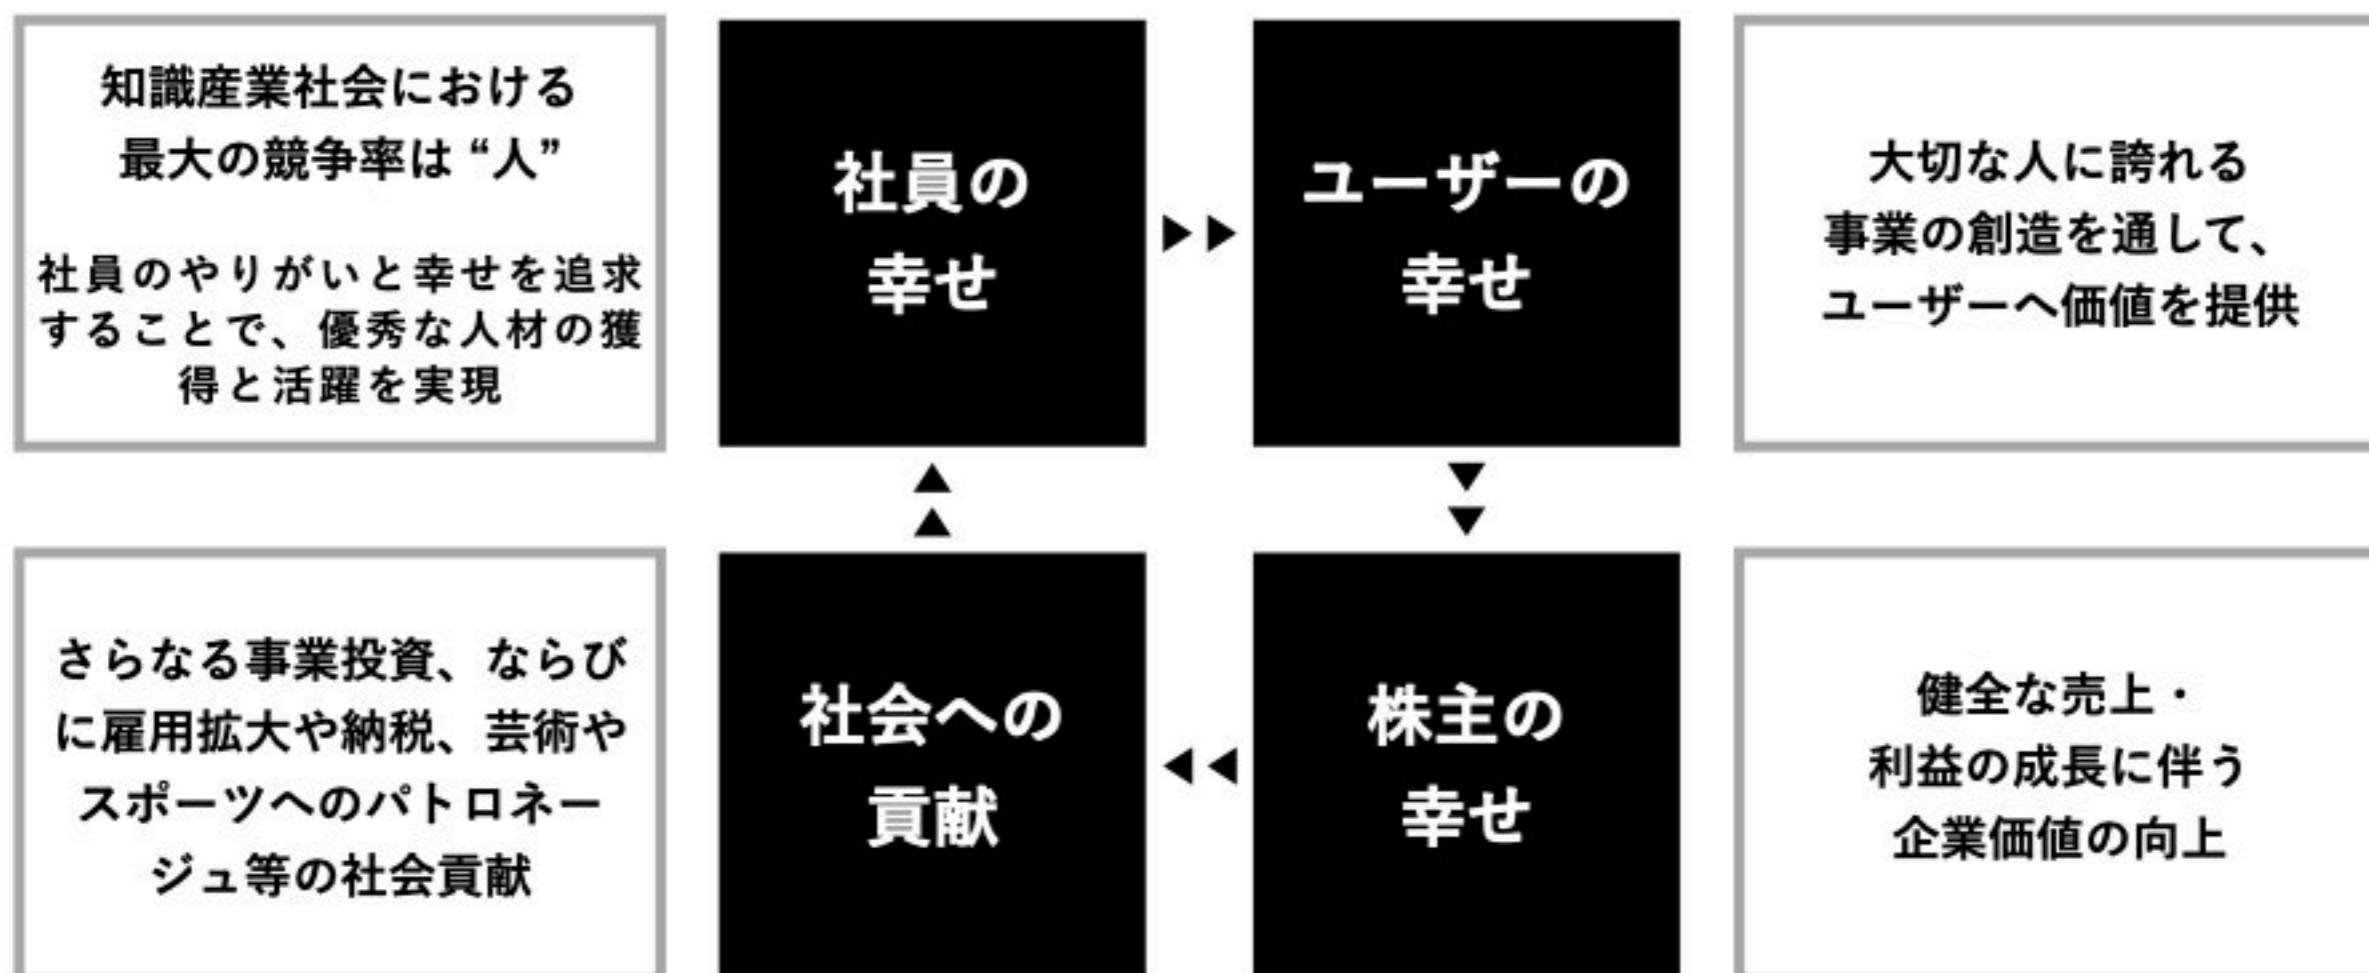 知識産業社会における
最大の競争率は “人”
社員のやりがいと幸せを追求
することで、優秀な人材の獲
得と活躍を実現
社員の
幸せ
ユーザーの
幸せ
大切な人に誇れる
事業の創造を通して、
ユーザーへ価値を提供
さらなる事業投資、ならび
に雇用拡大や納税、芸術や
スポーツへのパトロネー
ジュ等の社会貢献
社会への
貢献
株主の
幸せ
健全な売上・
利益の成長に伴う
企業価値の向上